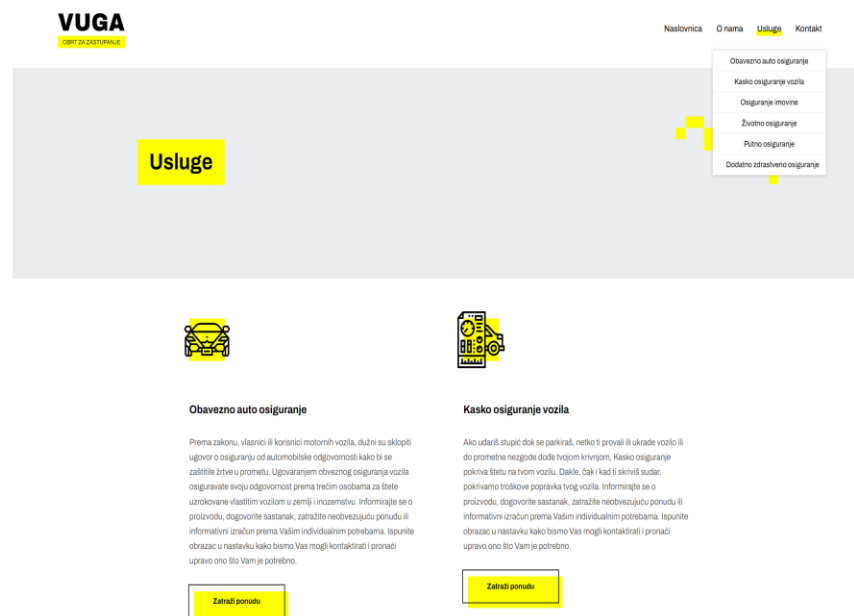 VUGA
OBRT ZA ZASTUPANJE
Naslovnica O nama Usluge Kontakt
Obavezno auto osiguranje
Kasko osiguranje vozila
Osiguranje imovine
Životno osiguranje
Putno osiguranje
Dodatno zdrastveno osiguranje
Usluge
Obavezno auto osiguranje
Prema zakonu, vlasnici ili korisnici motornih vozila, dužni su sklopiti
ugovor o osiguranju od automobilske odgovornosti kako bi se
zaštitile žrtve u prometu. Ugovaranjem obveznog osiguranja vozila
osiguravate svoju odgovornost prema trećim osobama za štete
uzrokovane vlastitim vozilom u zemlji i inozemstvu. Informirajte se o
proizvodu, dogovorite sastanak, zatražite neobvezujuću ponudu ili
informativni izračun prema Vašim individualnim potrebama. Ispunite
obrazac u nastavku kako bismo Vas mogli kontaktirati i pronaći
upravo ono što Vam je potrebno.
Zatraži ponudu
Kasko osiguranje vozila
Ako udariš stupić dok se parkiraš, netko ti provali ili ukrade vozilo ili
do prometne nezgode dođe tvojom krivnjom, Kasko osiguranje
pokriva štetu na tvom vozilu. Dakle, čak i kad ti skriviš sudar,
pokrivamo troškove popravka tvog vozila. Informirajte se o
proizvodu, dogovorite sastanak, zatražite neobvezujuću ponudu ili
informativni izračun prema Vašim individualnim potrebama. Ispunite
obrazac u nastavku kako bismo Vas mogli kontaktirati i pronaći
upravo ono što Vam je potrebno.
Zatraži ponudu